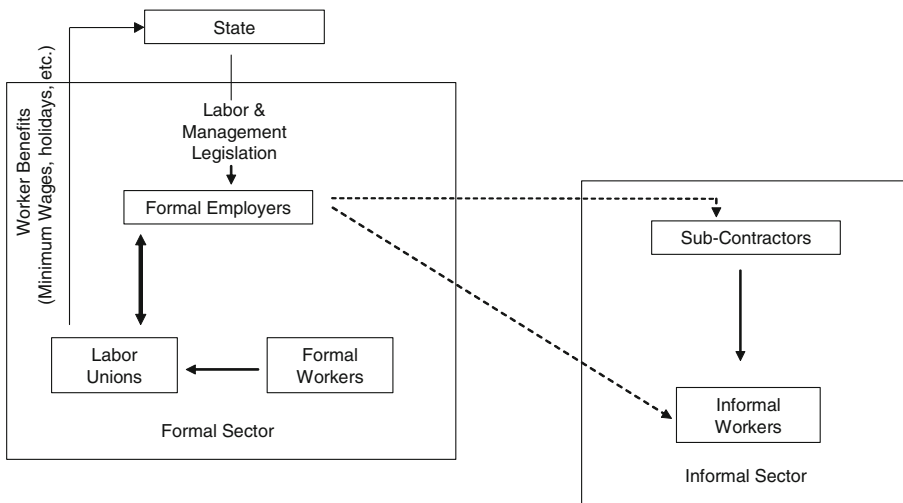 State
Worker Benefits
(Minimum Wages, holidays, etc.)
Labor &
Management
Legislation
Formal Employers
Sub-Contractors
Labor
Unions
Formal
Workers
Informal
Workers
Formal Sector
Informal Sector